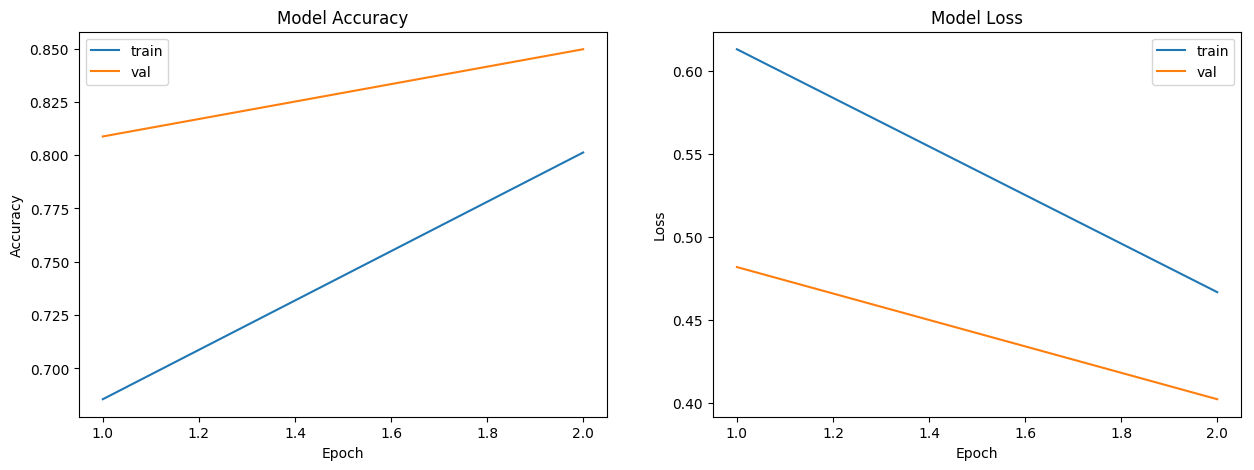 Model Accuracy
train
val
0.850
0.825
0.800
0.775
0.750
0.725
0.700
Accuracy
1.0 1.2 1.4 1.6 1.8 2.0
Epoch
Model Loss
train
val
0.60
0.55
0.50
0.45
0.40
Loss
1.0 1.2 1.4 1.6 1.8 2.0
Epoch